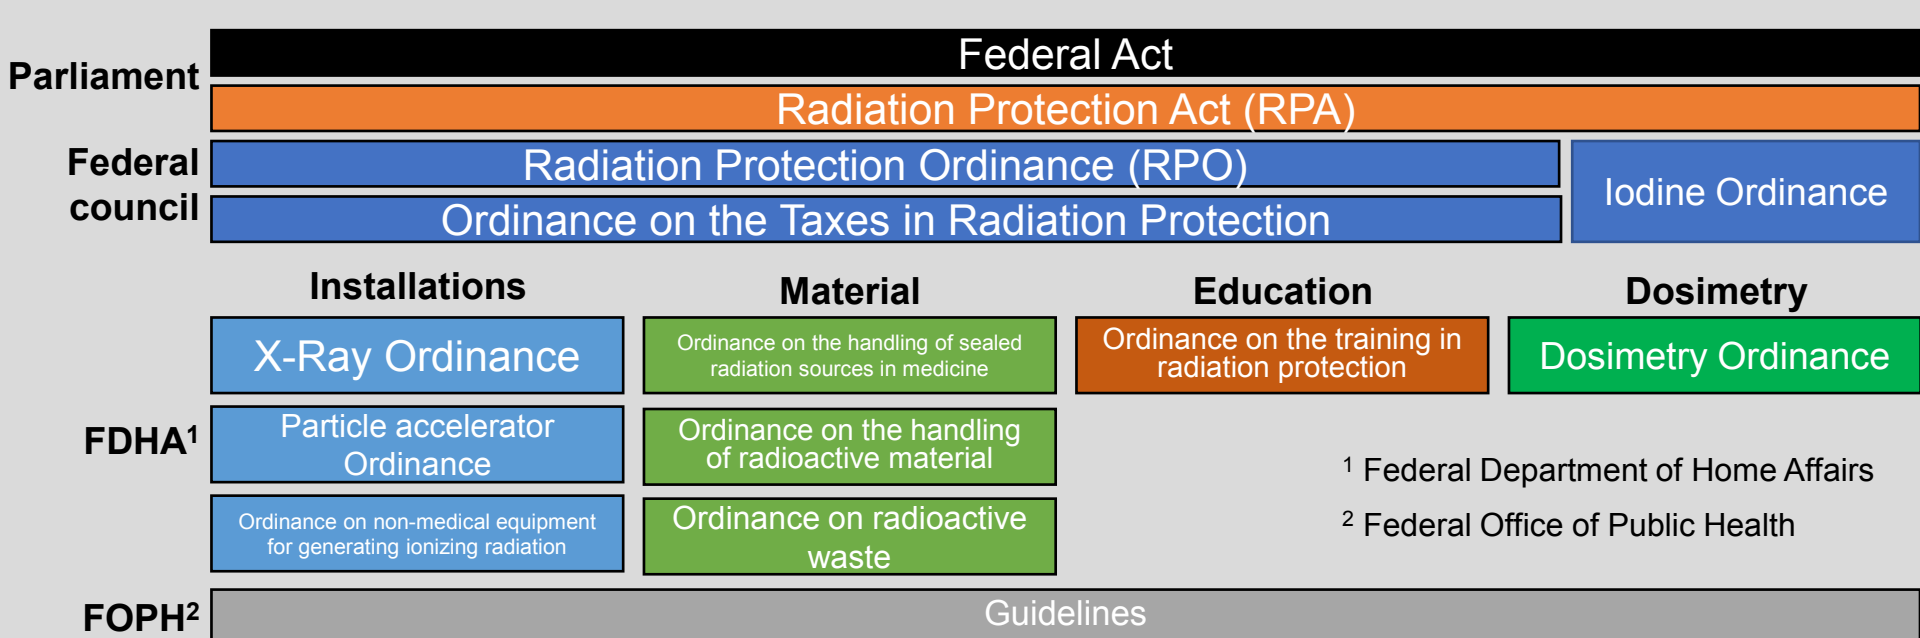 Parliament
Federal Act
Radiation Protection Act (RPA)
Federal
council
Radiation Protection Ordinance (RPO)
Ordinance on the Taxes in Radiation Protection
Iodine Ordinance
Installations
Material
Education
Dosimetry
FDHA¹
X-Ray Ordinance
Particle accelerator
Ordinance
Ordinance on non-medical equipment
for generating ionizing radiation
Ordinance on the handling of sealed
radiation sources in medicine
Ordinance on the handling
of radioactive material
Ordinance on radioactive
waste
Ordinance on the training in
radiation protection
Dosimetry Ordinance
¹ Federal Department of Home Affairs
² Federal Office of Public Health
FOPH²
Guidelines